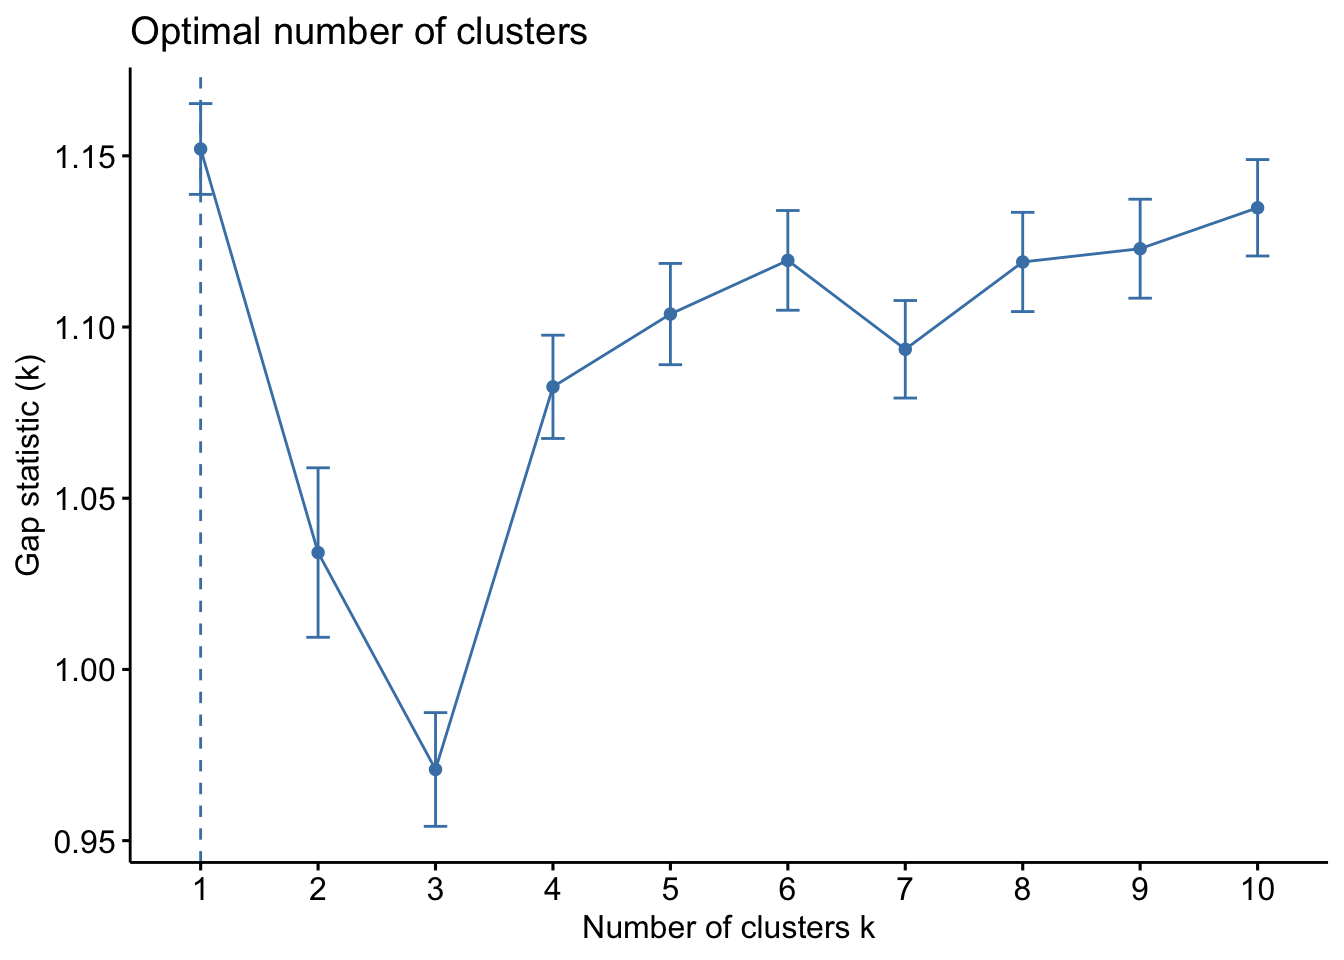 Optimal number of clusters
Gap statistic (k)
1.15
1.10
1.05
1.00
0.95
1 2 3 4 5 6 7 8 9 10
Number of clusters k